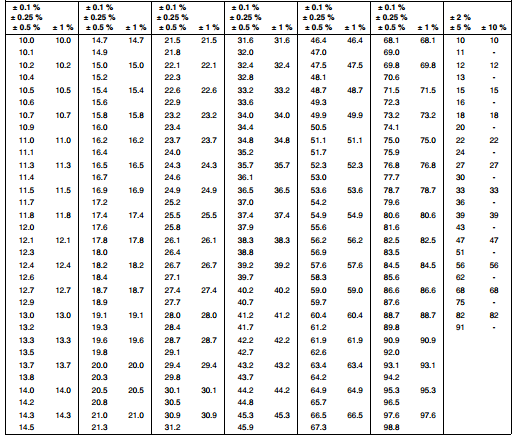 ± 0.1 % ± 0.1 % ± 0.1 % ± 0.1 % ± 0.1 % ± 0.1 %
± 0.25 % ± 0.25 % ± 0.25 % ± 0.25 % ± 0.25 % ± 0.25 % ± 2 %
± 0.5 % ± 1 % ± 0.5 % ± 1 % ± 0.5 % ± 1 % ± 0.5 % ± 1 % ± 0.5 % ± 1 % ± 0.5 % ± 1 % ± 5 % ± 10 %
10.0 10.0 14.7 14.7 21.5 21.5 31.6 31.6 46.4 46.4 68.1 68.1 10 10
10.1 14.9 21.8 32.0 47.0 69.0 11 -
10.2 10.2 15.0 15.0 22.1 22.1 32.4 32.4 47.5 47.5 69.8 69.8 12 12
10.4 15.2 22.3 32.8 48.1 70.6 13 -
10.5 10.5 15.4 15.4 22.6 22.6 33.2 33.2 48.7 48.7 71.5 71.5 15 15
10.6 15.6 22.9 33.6 49.3 72.3 16 -
10.7 10.7 15.8 15.8 23.2 23.2 34.0 34.0 49.9 49.9 73.2 73.2 18 18
10.9 16.0 23.4 34.4 50.5 74.1 20 -
11.0 11.0 16.2 16.2 23.7 23.7 34.8 34.8 51.1 51.1 75.0 75.0 22 22
11.1 16.4 24.0 35.2 51.7 75.9 24 -
11.3 11.3 16.5 16.5 24.3 24.3 35.7 35.7 52.3 52.3 76.8 76.8 27 27
11.4 16.7 24.6 36.1 53.0 77.7 30 -
11.5 11.5 16.9 16.9 24.9 24.9 36.5 36.5 53.6 53.6 78.7 78.7 33 33
11.7 17.2 25.2 37.0 54.2 79.6 36 -
11.8 11.8 17.4 17.4 25.5 25.5 37.4 37.4 54.9 54.9 80.6 80.6 39 39
12.0 17.6 25.8 37.9 55.6 81.6 43 -
12.1 12.1 17.8 17.8 26.1 26.1 38.3 38.3 56.2 56.2 82.5 82.5 47 47
12.3 18.0 26.4 38.8 56.9 83.5 51 -
12.4 12.4 18.2 18.2 26.7 26.7 39.2 39.2 57.6 57.6 84.5 84.5 56 56
12.6 18.4 27.1 39.7 58.3 85.6 62 -
12.7 12.7 18.7 18.7 27.4 27.4 40.2 40.2 59.0 59.0 86.6 86.6 68 68
12.9 18.9 27.7 40.7 59.7 87.6 75 -
13.0 13.0 19.1 19.1 28.0 28.0 41.2 41.2 60.4 60.4 88.7 88.7 82 82
13.2 19.3 28.4 41.7 61.2 89.8 91 -
13.3 13.3 19.6 19.6 28.7 28.7 42.2 42.2 61.9 61.9 90.9 90.9
13.5 19.8 29.1 42.7 62.6 92.0
13.7 13.7 20.0 20.0 29.4 29.4 43.2 43.2 63.4 63.4 93.1 93.1
13.8 20.3 29.8 43.7 64.2 94.2
14.0 14.0 20.5 20.5 30.1 30.1 44.2 44.2 64.9 64.9 95.3 95.3
14.2 20.8 30.5 44.8 65.7 96.5
14.3 14.3 21.0 21.0 30.9 30.9 45.3 45.3 66.5 66.5 97.6 97.6
14.5 21.3 31.2 45.9 67.3 98.8